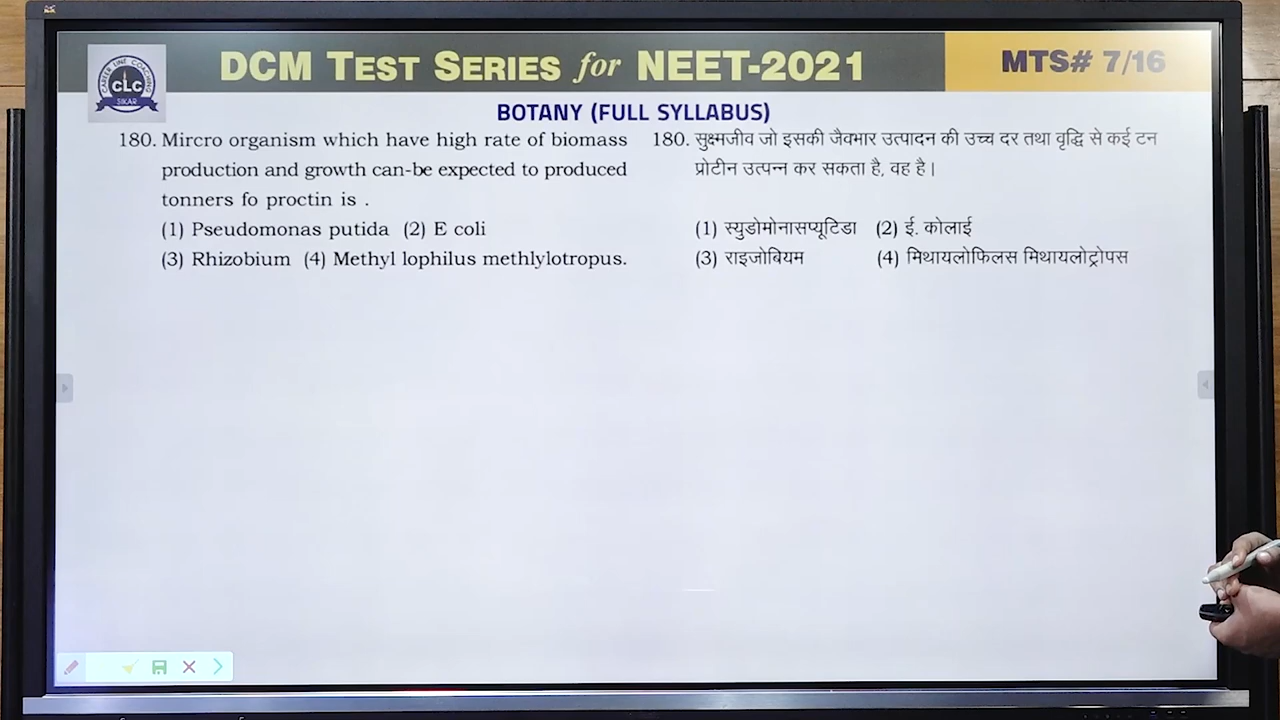 DCM TEST SERIES for NEET-2021
MTS# 7/16
CAREER LINE COACHING
CLC
SIKAR
BOTANY (FULL SYLLABUS)
180. Mircro organism which have high rate of biomass
production and growth can-be expected to produced
tonners fo proctin is .
(1) Pseudomonas putida (2) E coli
(3) Rhizobium (4) Methyl lophilus methlylotropus.
180. सुक्ष्मजीव जो इसकी जैवभार उत्पादन की उच्च दर तथा वृद्धि से कई टन
प्रोटीन उत्पन्न कर सकता है, वह है।
(1) स्युडोमोनासप्यूटिडा (2) ई. कोलाई
(3) राइजोबियम (4) मिथायलोफिलस मिथायलोट्रोपस